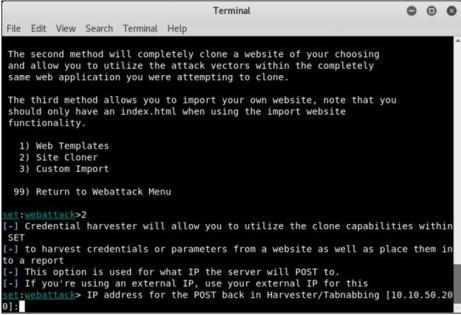 Terminal
File Edit View Search Terminal Help
The second method will completely clone a website of your choosing
and allow you to utilize the attack vectors within the completely
same web application you were attempting to clone.
The third method allows you to import your own website, note that you
should only have an index.html when using the import website
functionality.
1) Web Templates
2) Site Cloner
3) Custom Import
99) Return to Webattack Menu
set:webattack>2
[-] Credential harvester will allow you to utilize the clone capabilities within
SET
[-] to harvest credentials or parameters from a website as well as place them in
to a report
[-] This option is used for what IP the server will POST to.
[-] If you're using an external IP, use your external IP for this
set:webattack> IP address for the POST back in Harvester/Tabnabbing [10.10.50.20
0]: